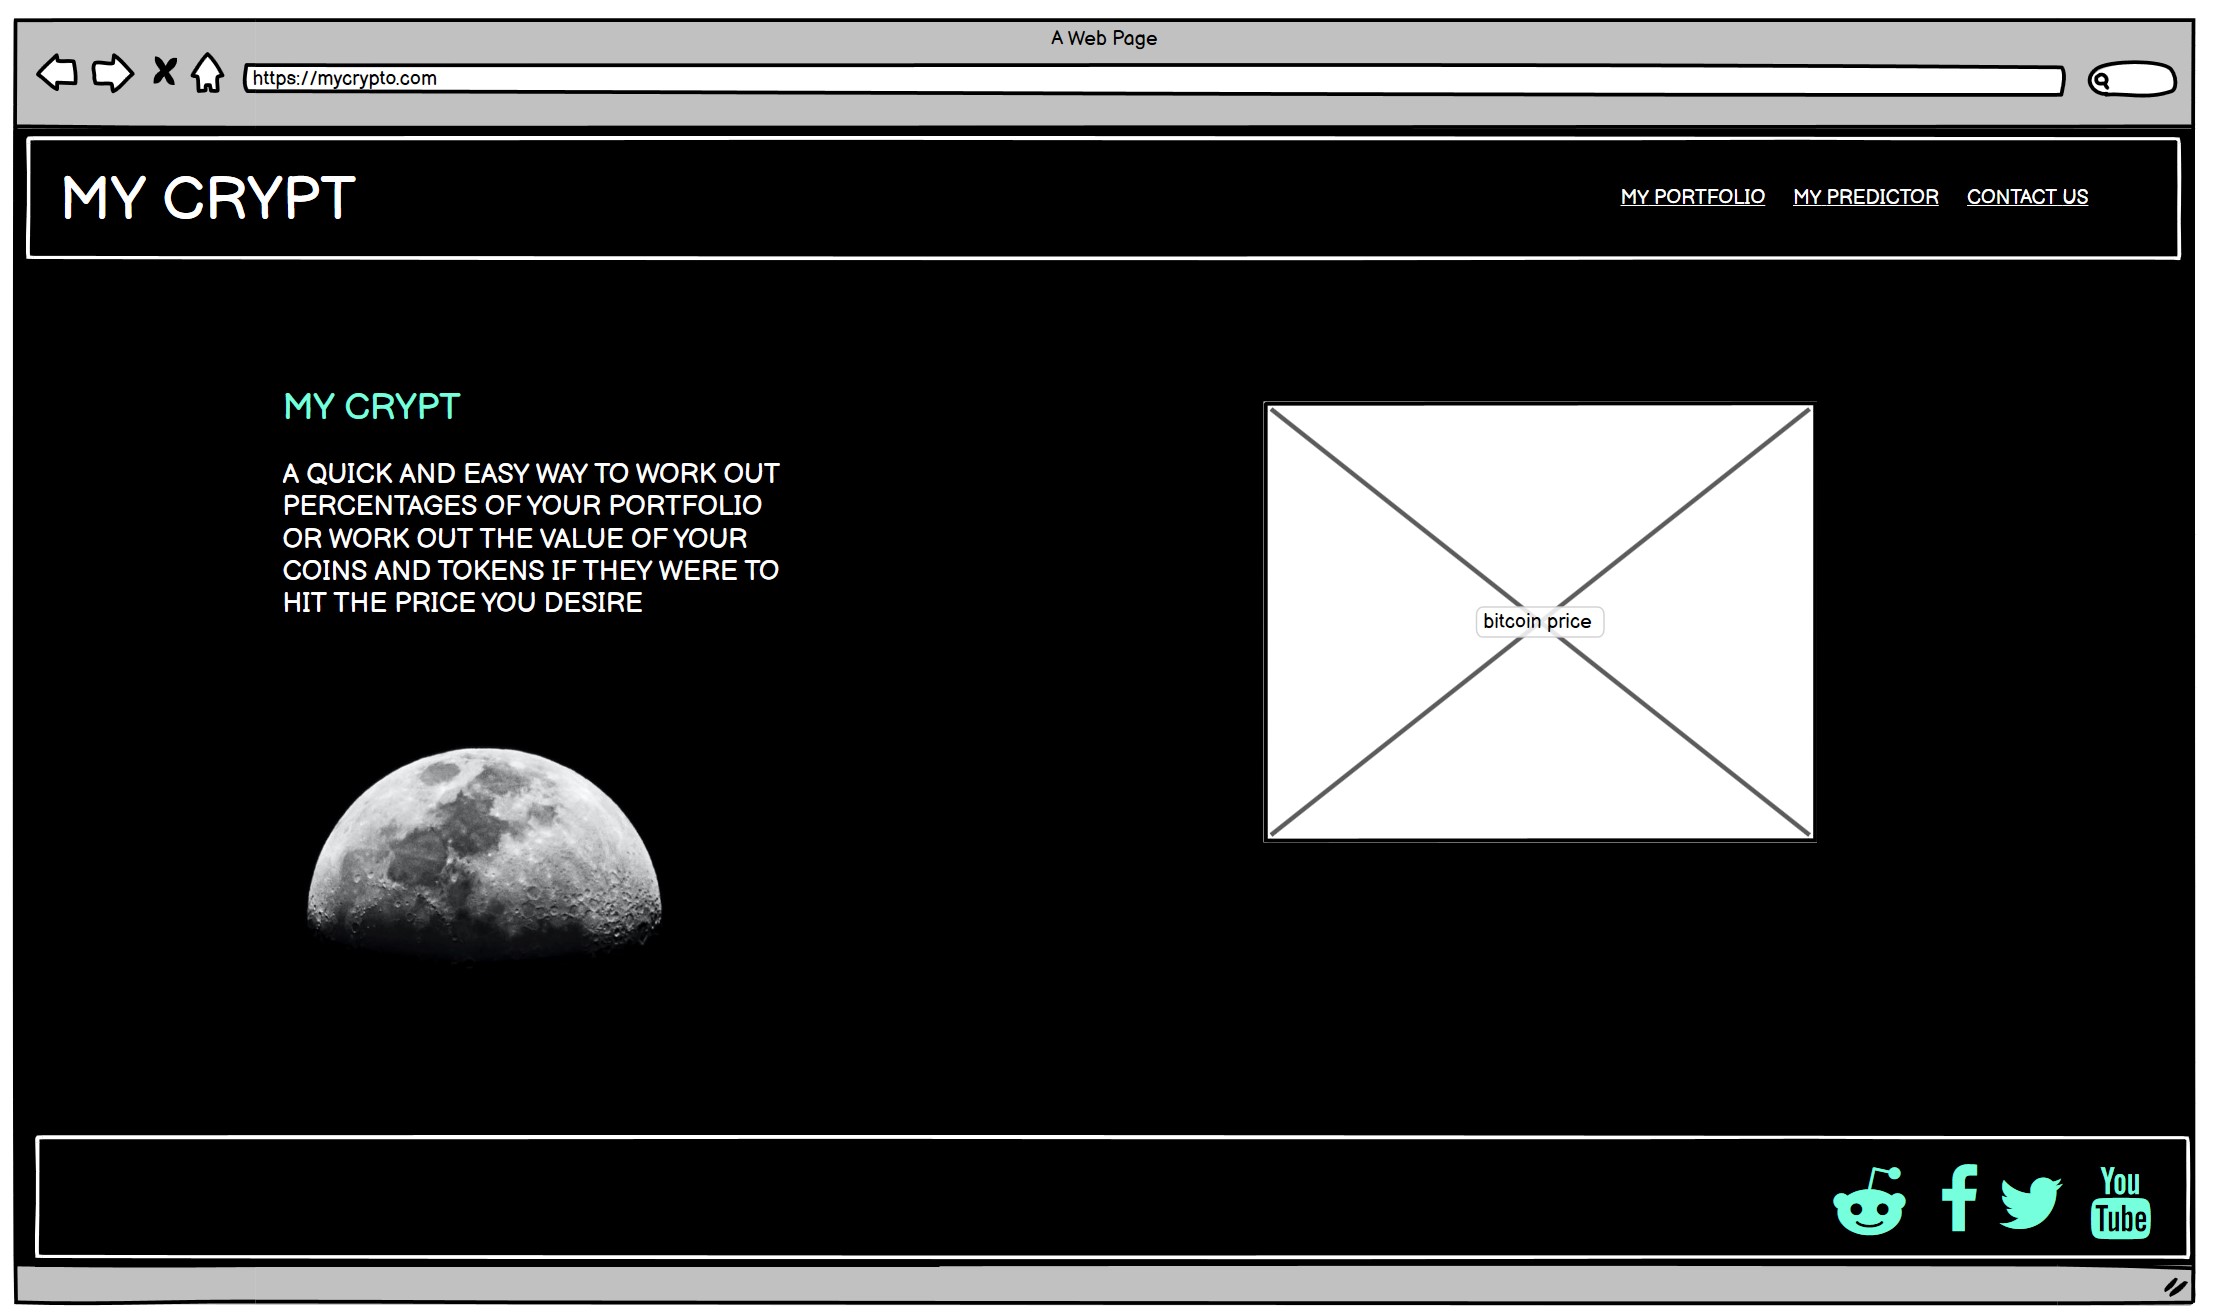 A Web Page
https://mycrypto.com
MY CRYPT
MY PORTFOLIO MY PREDICTOR CONTACT US
MY CRYPT
A QUICK AND EASY WAY TO WORK OUT
PERCENTAGES OF YOUR PORTFOLIO
OR WORK OUT THE VALUE OF YOUR
COINS AND TOKENS IF THEY WERE TO
HIT THE PRICE YOU DESIRE
bitcoin price
You
Tube